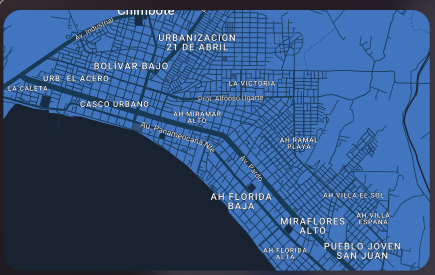 Chimbote
Av. Industrial
URBANIZACION
21 DE ABRIL
BOLÍVAR BAJO
URB. EL ACERO
LA CALETA
LA VICTORIA
CASCO URBANO
Prol. Alfonso Ugarte
AH MIRAMAR
ALTO
Au. Panamericana Nte
AH RAMAL
PLAYA
Av. Pardo
AH VILLA EL SOL
AH FLORIDA
BAJA
AH VILLA
ESPAÑA
MIRAFLORES
ALTO
PUEBLO JOVEN
SAN JUAN
AH FLORIDA
ALTA